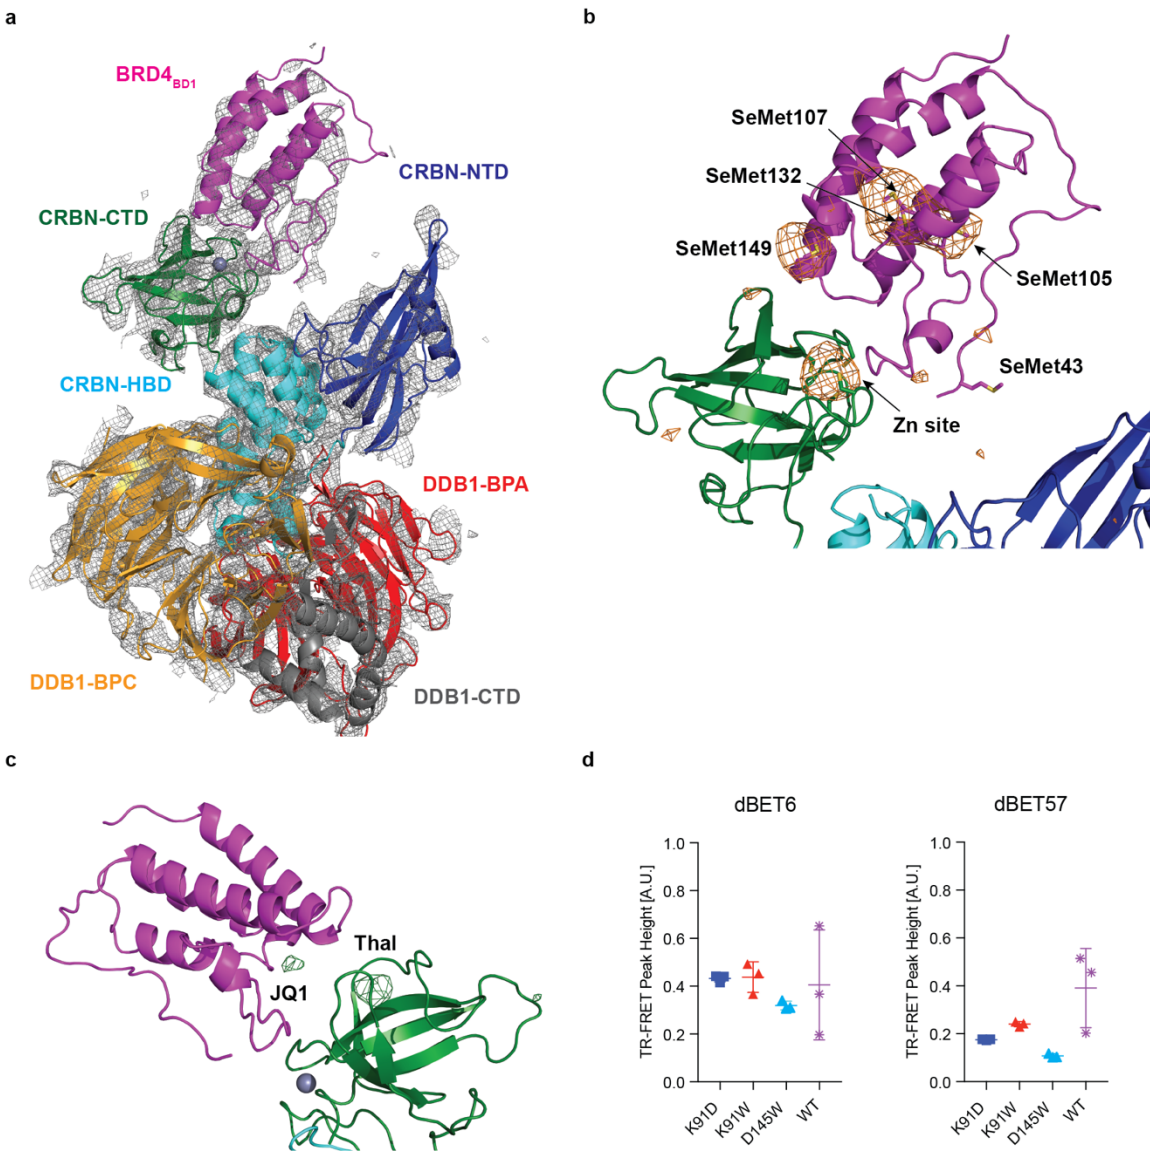 a
BRD4BD1
CRBN-NTD
CRBN-CTD
CRBN-HBD
DDB1-BPA
DDB1-BPC
DDB1-CTD
b
SeMet107
SeMet132
SeMet149
SeMet105
SeMet43
Zn site
c
Thal
JQ1
d
dBET6
TR-FRET Peak Height [A.U.]
1.0
0.8
0.6
0.4
0.2
0.0
K91D
K91W
D145W
WT
dBET57
TR-FRET Peak Height [A.U.]
1.0
0.8
0.6
0.4
0.2
0.0
K91D
K91W
D145W
WT